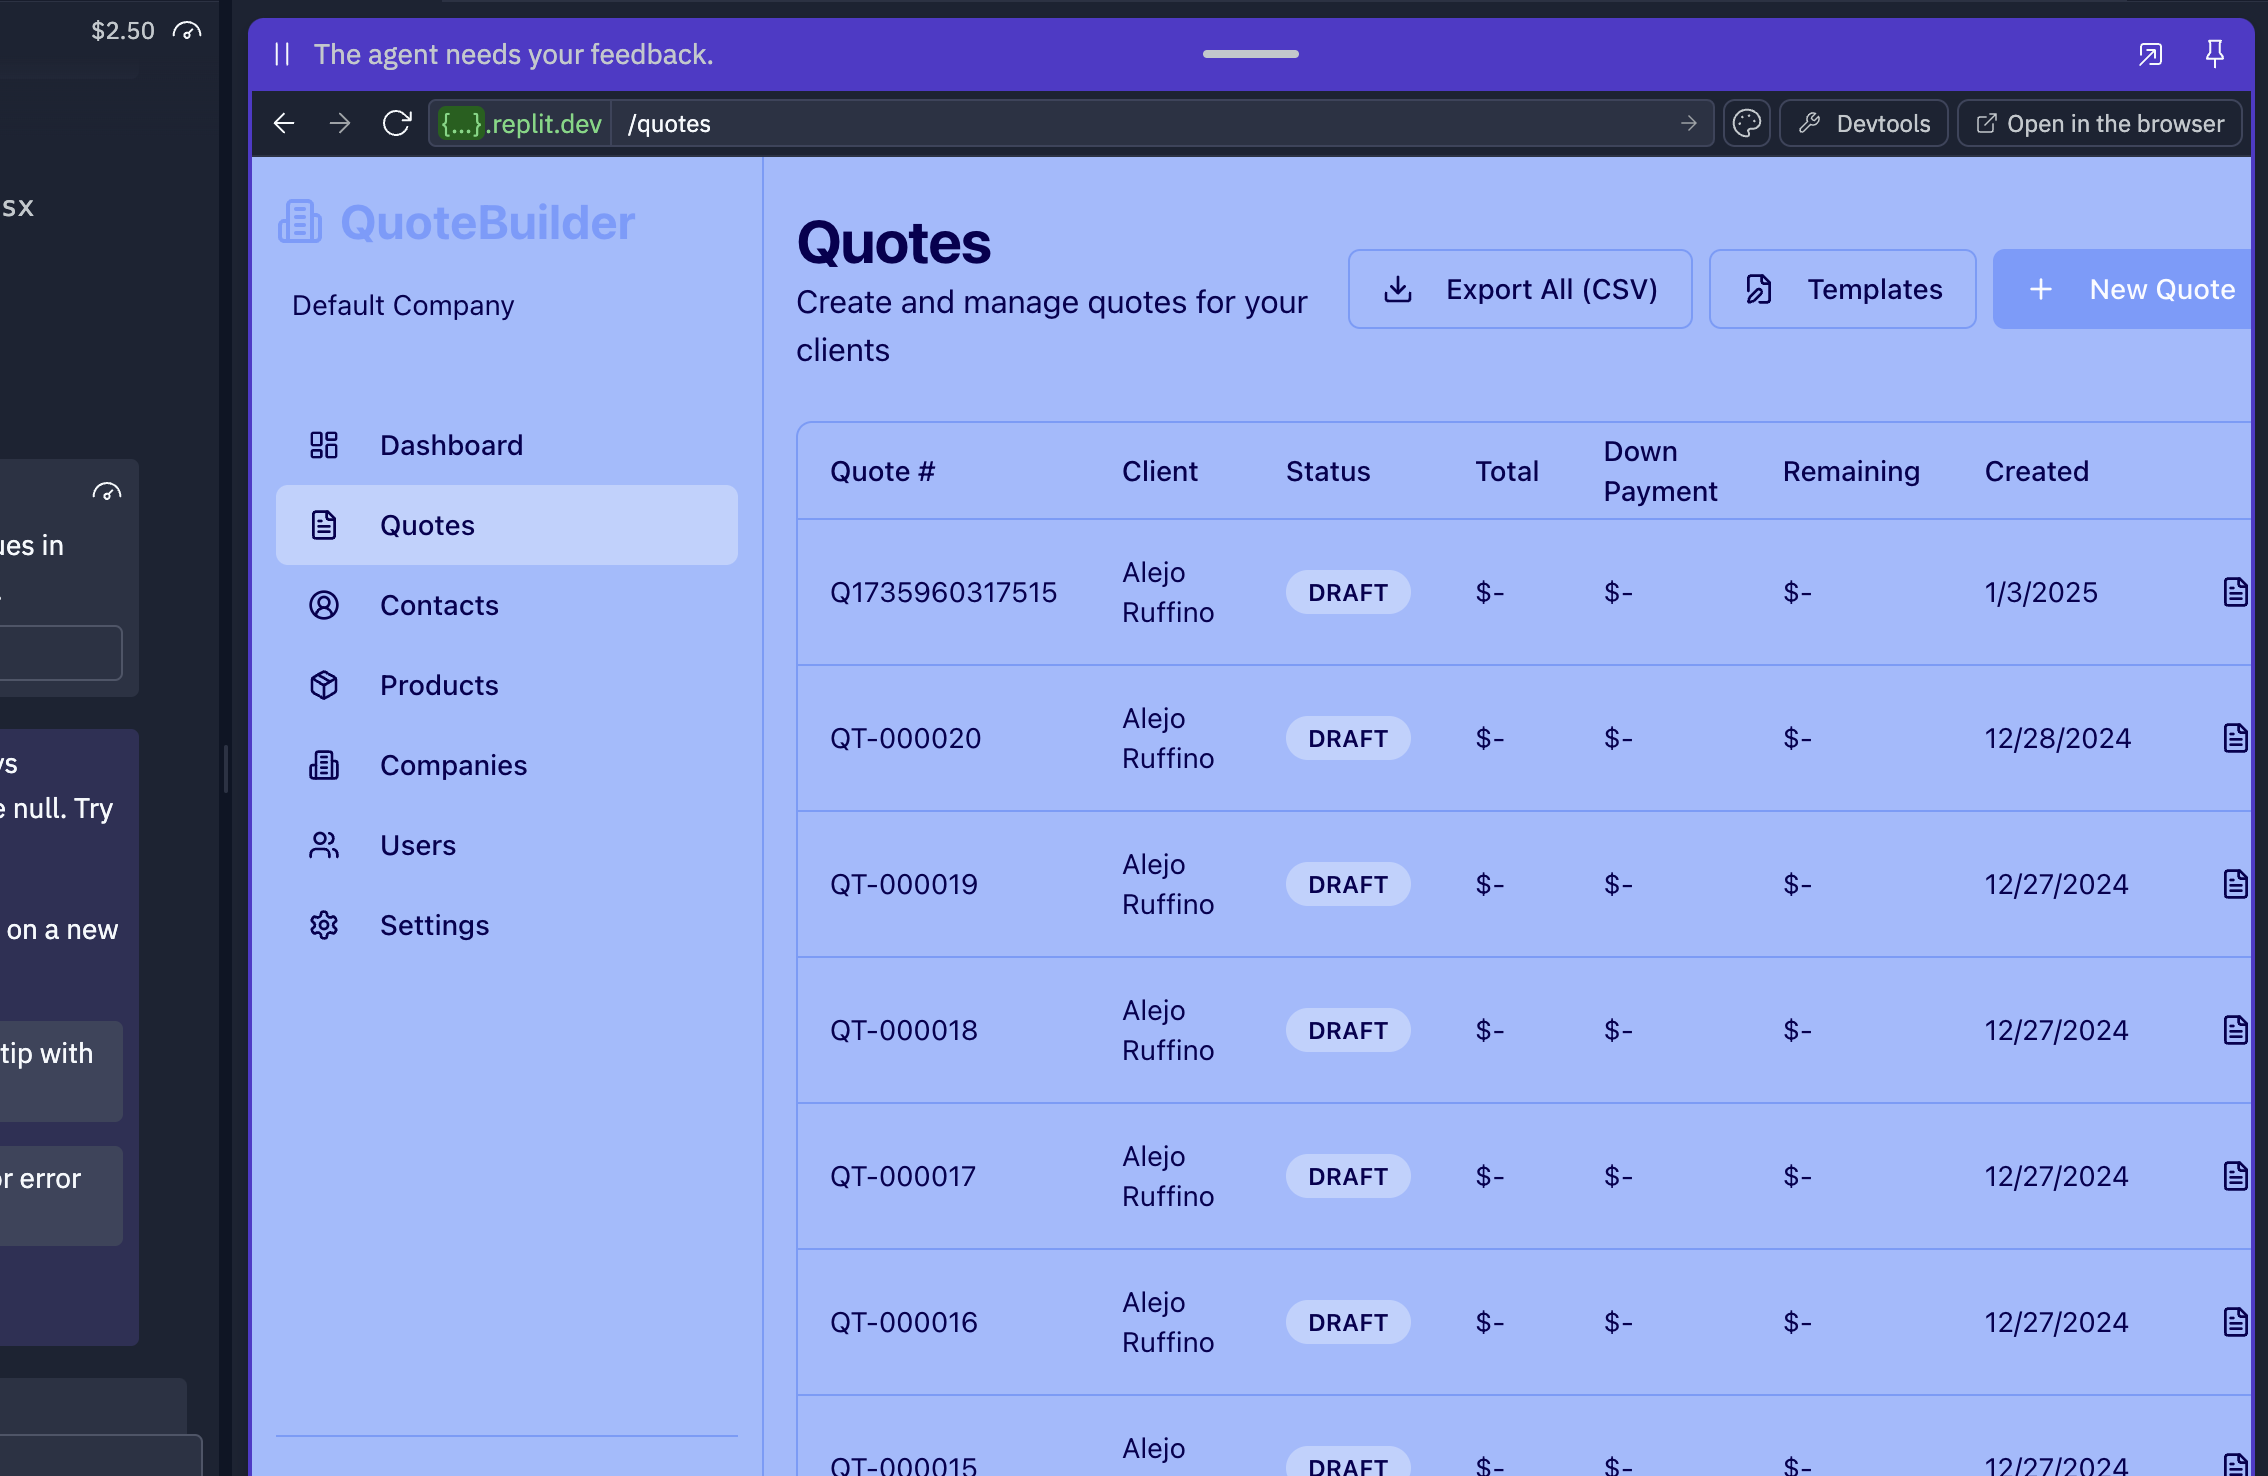 $2.50
sx
ues in
ys
e null. Try
on a new
tip with
or error
The agent needs your feedback.
{...}.replit.dev /quotes
Devtools
Open in the browser
QuoteBuilder
Default Company
Dashboard
Quotes
Contacts
Products
Companies
Users
Settings
Quotes
Create and manage quotes for your
clients
Export All (CSV)
Templates
New Quote
Quote # Client Status Total Down Payment Remaining Created
Q1735960317515 Alejo Ruffino DRAFT $- $- $- 1/3/2025
QT-000020 Alejo Ruffino DRAFT $- $- $- 12/28/2024
QT-000019 Alejo Ruffino DRAFT $- $- $- 12/27/2024
QT-000018 Alejo Ruffino DRAFT $- $- $- 12/27/2024
QT-000017 Alejo Ruffino DRAFT $- $- $- 12/27/2024
QT-000016 Alejo Ruffino DRAFT $- $- $- 12/27/2024
QT-000015 Alejo DRAFT $- $- $- 12/27/2024